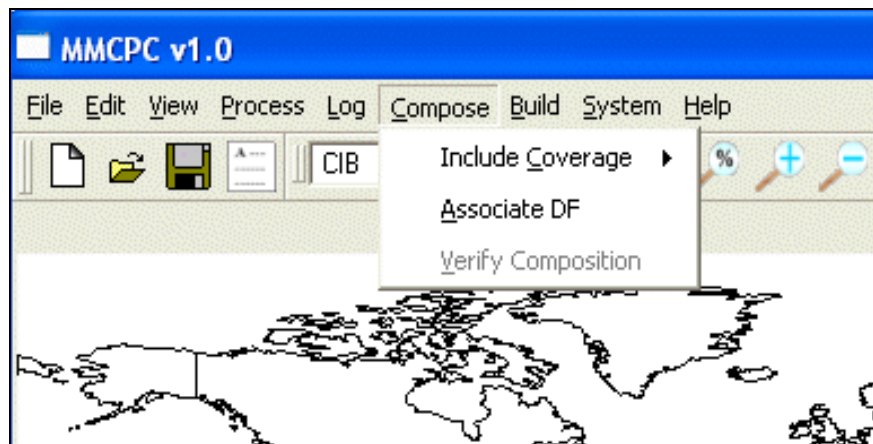 MMCPC v1.0
File Edit View Process Log Compose Build System Help
CIB
Include Coverage
%
Associate DF
Verify Composition